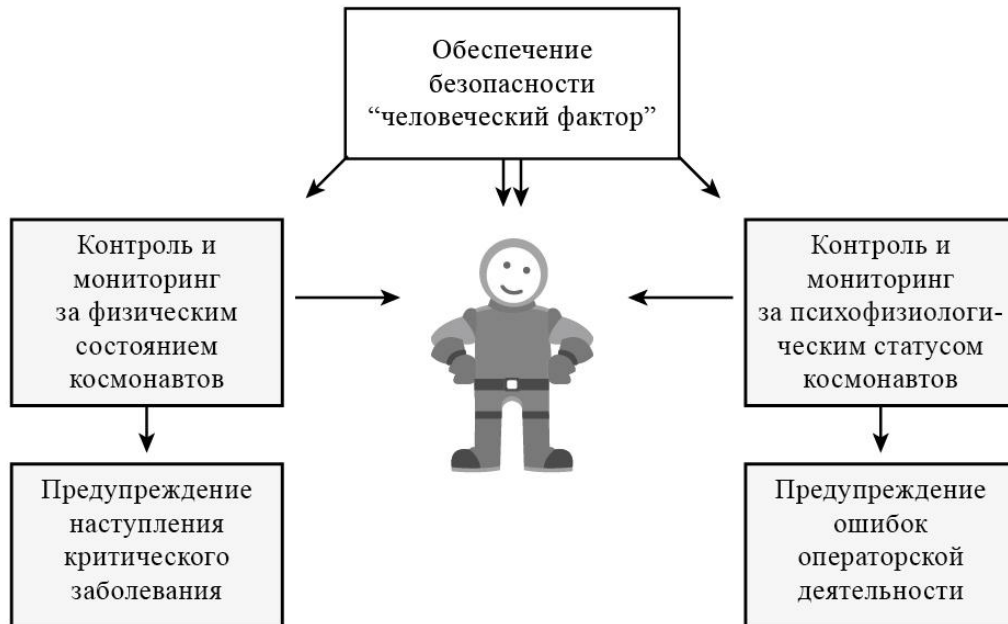 Обеспечение
безопасности
“человеческий фактор”
Контроль и
мониторинг
за физическим
состоянием
космонавтов
Контроль и
мониторинг
за психофизиологи-
ческим статусом
космонавтов
Предупреждение
наступления
критического
заболевания
Предупреждение
ошибок
операторской
деятельности